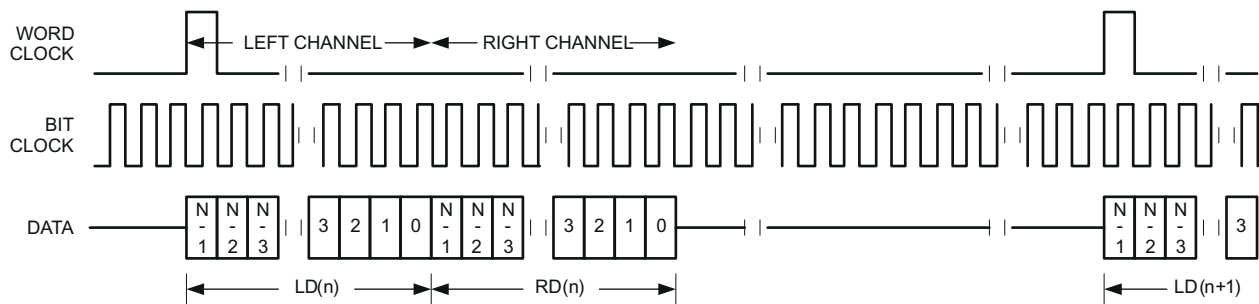 WORD
CLOCK
LEFT CHANNEL
RIGHT CHANNEL
BIT
CLOCK
DATA
N-1 N-2 N-3 3 2 1 0 N-1 N-2 N-3 3 2 1 0 N-1 N-2 N-3 3
LD(n) RD(n) LD(n+1)